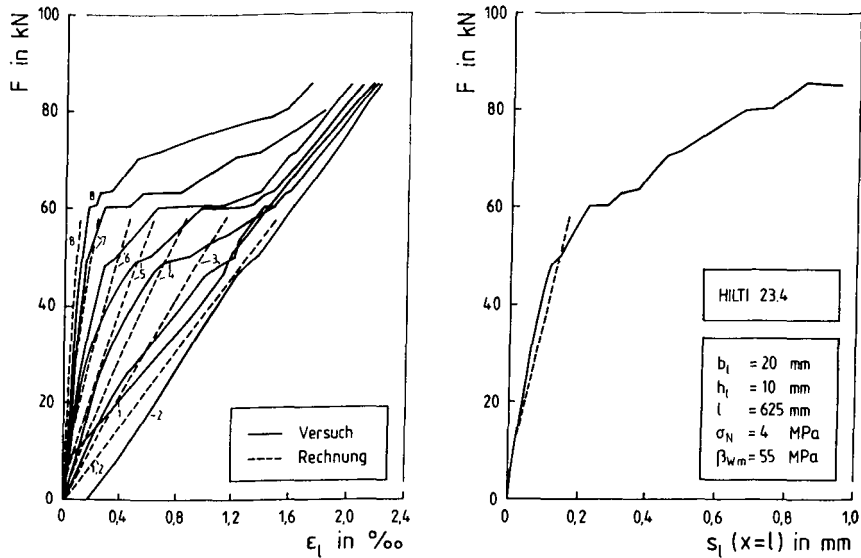 F in kN
100
80
60
40
20
0
8
8
7
6
5
4
3
1
2
1,2
Versuch
Rechnung
0
0,4
0,8
1,2
1,6
2,0
2,4
ε_l in ‰
F in kN
100
80
60
40
20
0
HILTI 23.4
b_l = 20 mm
h_l = 10 mm
l = 625 mm
σ_N = 4 MPa
β_Wm = 55 MPa
0
0,2
0,4
0,6
0,8
1,0
s_l (x=l) in mm